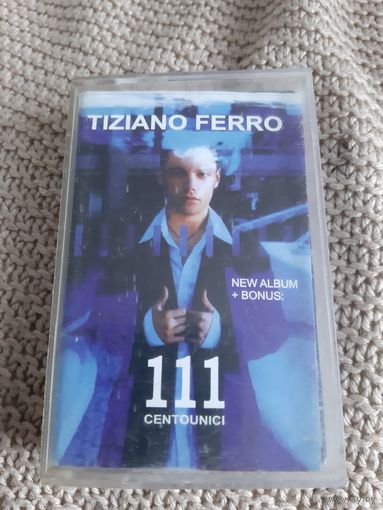 TIZIANO FERRO
NEW ALBUM
+ BONUS:
111
CENTOUNICI